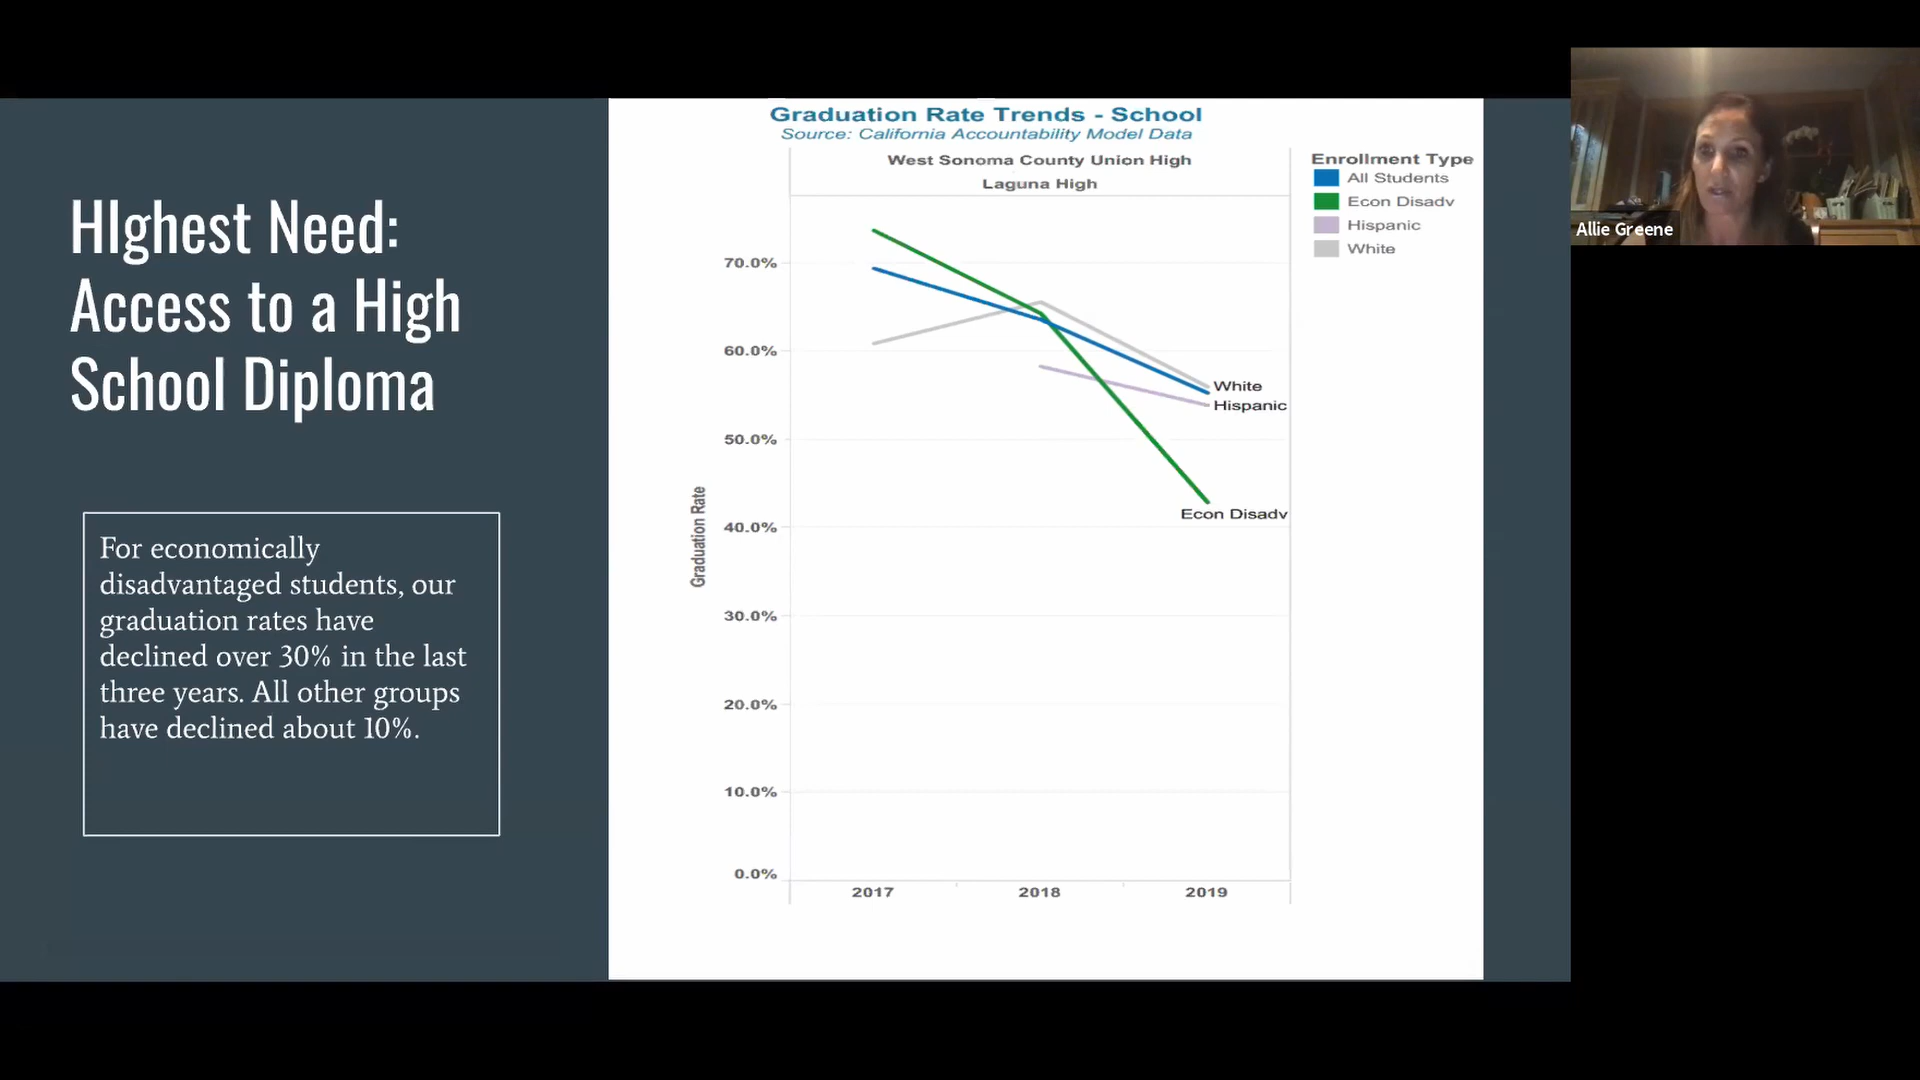 HIghest Need:
Access to a High
School Diploma
For economically
disadvantaged students, our
graduation rates have
declined over 30% in the last
three years. All other groups
have declined about 10%.
Graduation Rate Trends - School
Source: California Accountability Model Data
West Sonoma County Union High
Laguna High
Enrollment Type
All Students
Econ Disadv
Hispanic
White
Graduation Rate
70.0%
60.0%
50.0%
40.0%
30.0%
20.0%
10.0%
0.0%
White
Hispanic
Econ Disadv
2017 2018 2019
Allie Greene